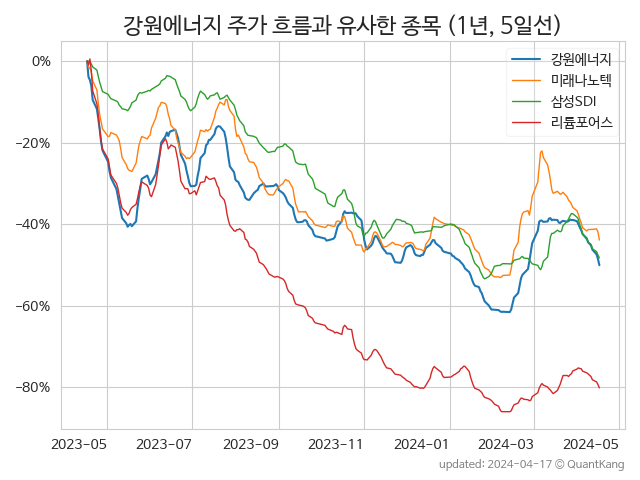 강원에너지 주가 흐름과 유사한 종목 (1년, 5일선)
강원에너지
미래나노텍
삼성SDI
리튬포어스
0%
−20%
−40%
−60%
−80%
2023-05 2023-07 2023-09 2023-11 2024-01 2024-03 2024-05
updated: 2024-04-17 © QuantKang